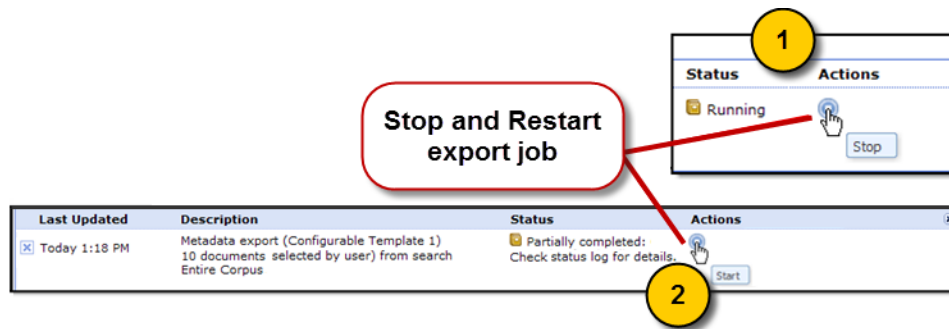 1
Status Actions
Running
Stop
Stop and Restart
export job
Last Updated Description Status Actions
Today 1:18 PM Metadata export (Configurable Template 1) Partially completed:
10 documents selected by user) from search Check status log for details.
Entire Corpus
Start
2